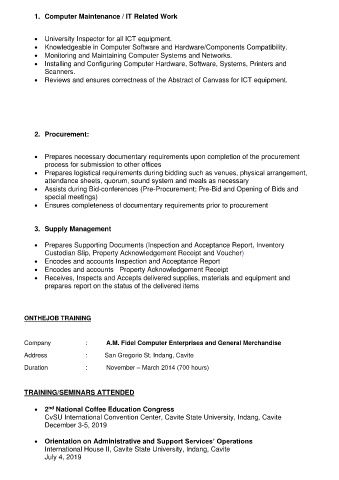 1. Computer Maintenance / IT Related Work
• University Inspector for all ICT equipment.
• Knowledgeable in Computer Software and Hardware/Components Compatibility.
• Monitoring and Maintaining Computer Systems and Networks.
• Installing and Configuring Computer Hardware, Software, Systems, Printers and
Scanners.
• Reviews and ensures correctness of the Abstract of Canvass for ICT equipment.
2. Procurement:
• Prepares necessary documentary requirements upon completion of the procurement
process for submission to other offices
• Prepares logistical requirements during bidding such as venues, physical arrangement,
attendance sheets, quorum, sound system and meals as necessary
• Assists during Bid-conferences (Pre-Procurement; Pre-Bid and Opening of Bids and
special meetings)
• Ensures completeness of documentary requirements prior to procurement
3. Supply Management
• Prepares Supporting Documents (Inspection and Acceptance Report, Inventory
Custodian Slip, Property Acknowledgement Receipt and Voucher)
• Encodes and accounts Inspection and Acceptance Report
• Encodes and accounts Property Acknowledgement Receipt
• Receives, Inspects and Accepts delivered supplies, materials and equipment and
prepares report on the status of the delivered items
ONTHEJOB TRAINING
Company : A.M. Fidel Computer Enterprises and General Merchandise
Address : San Gregorio St. Indang, Cavite
Duration : November – March 2014 (700 hours)
TRAINING/SEMINARS ATTENDED
• 2nd National Coffee Education Congress
CvSU International Convention Center, Cavite State University, Indang, Cavite
December 3-5, 2019
• Orientation on Administrative and Support Services' Operations
International House II, Cavite State University, Indang, Cavite
July 4, 2019